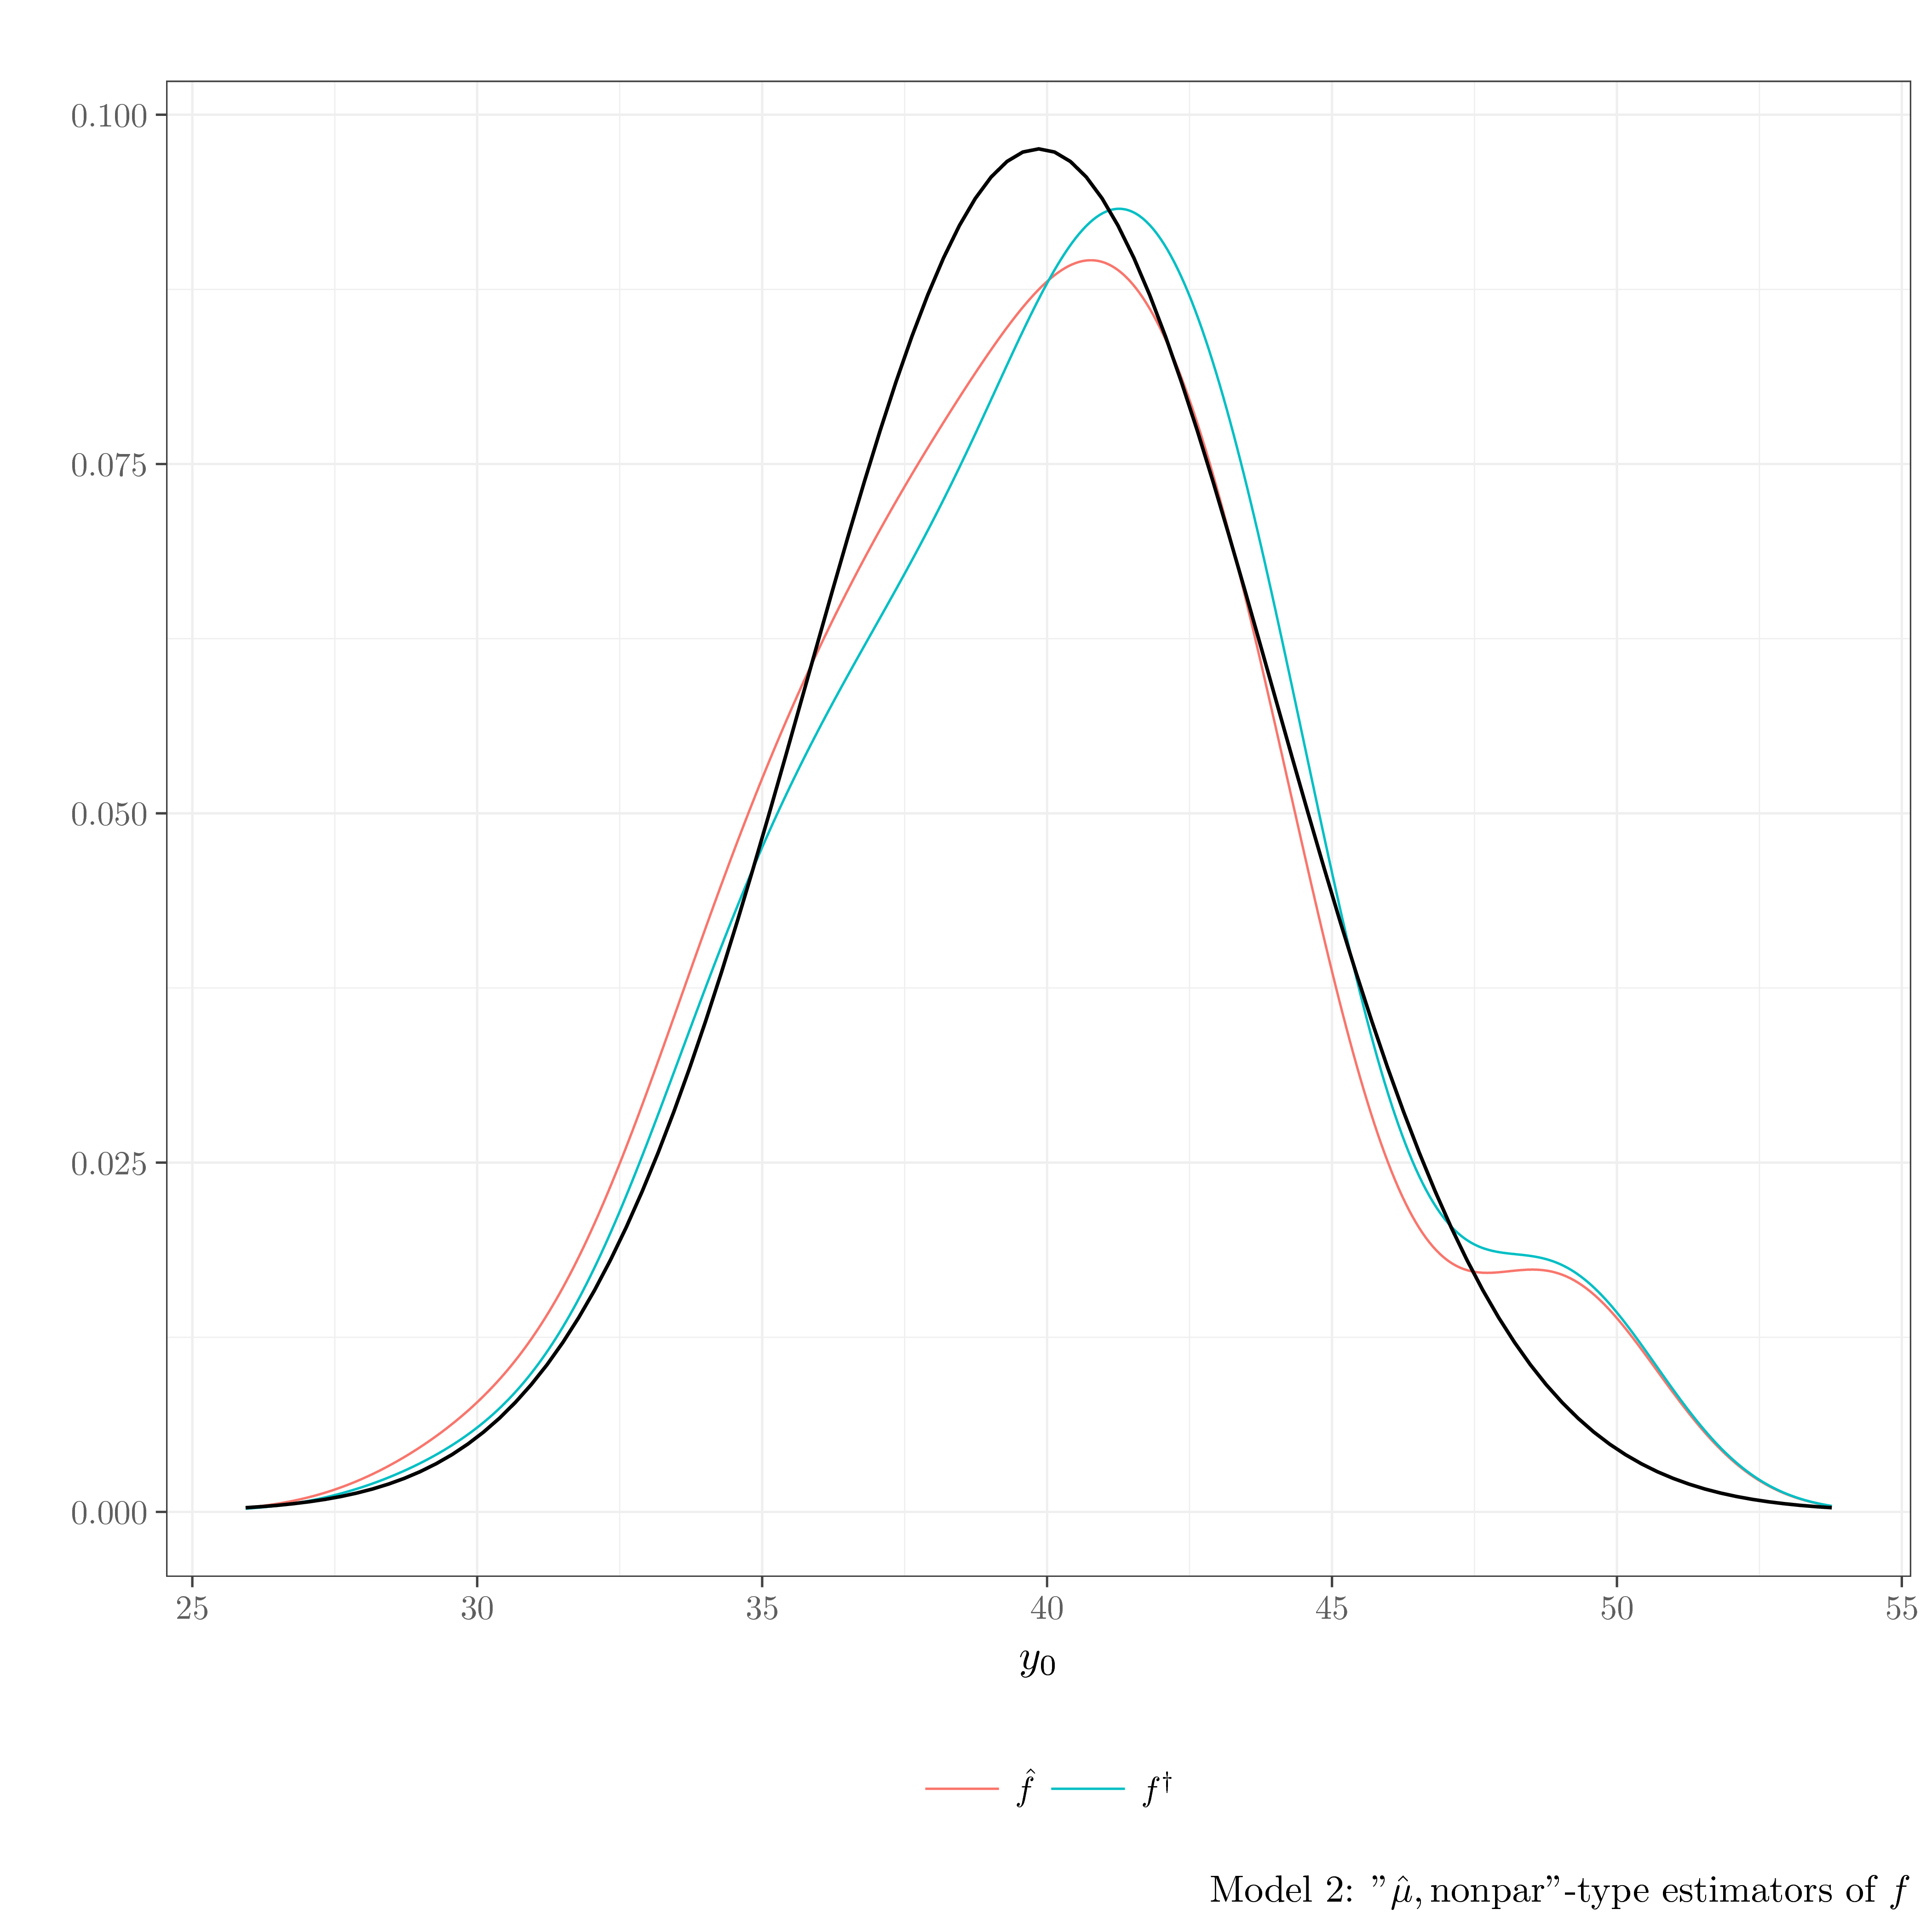 0.100
0.075
0.050
0.025
0.000
25 30 35 40 45 50 55
y₀
f̂ f†
Model 2: ”μ̂, nonpar”-type estimators of f